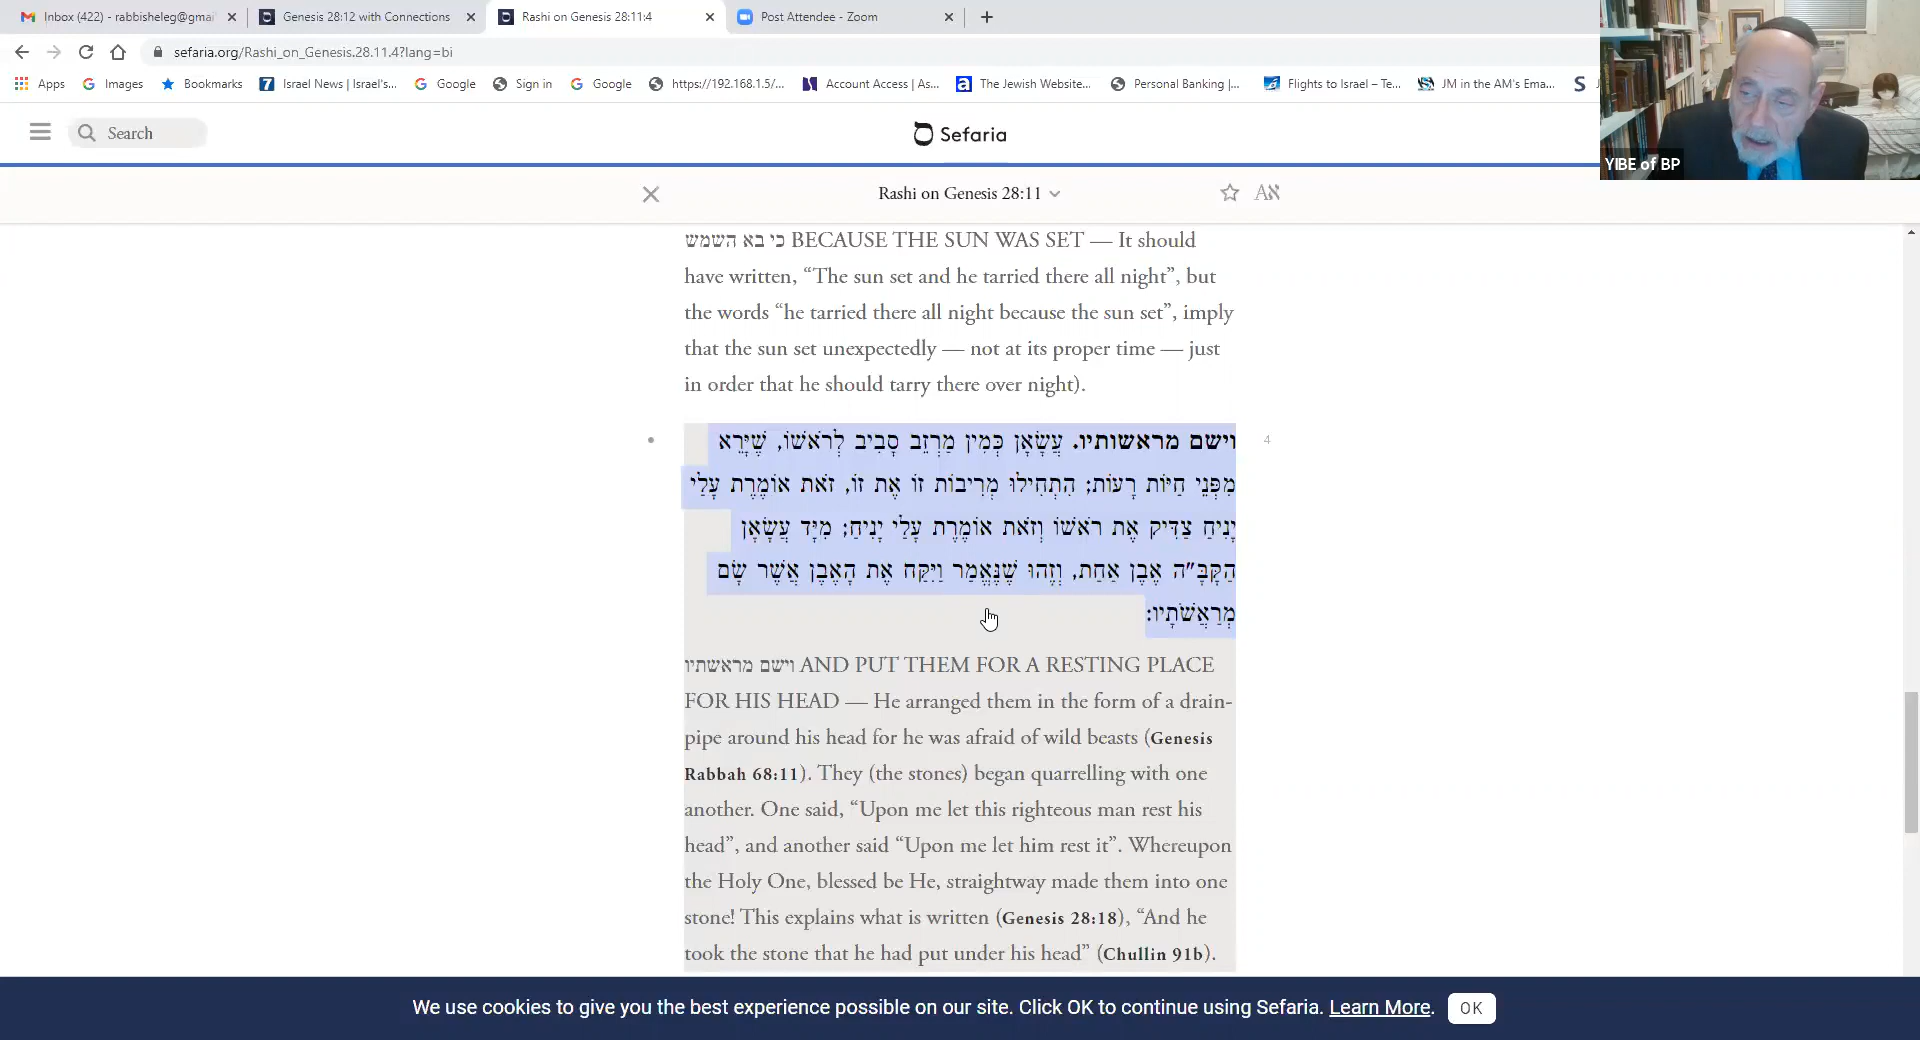 Inbox (422) - rabbisheleg@gmai
Genesis 28:12 with Connections
Rashi on Genesis 28:11:4
Post Attendee - Zoom
sefaria.org/Rashi_on_Genesis.28.11.4?lang=bi
Apps Images Bookmarks Israel News | Israel's... Google Sign in Google https://192.168.1.5/... Account Access | As... The Jewish Website... Personal Banking |... Flights to Israel – Te... JM in the AM's Ema...
YIBE of BP
Search
Sefaria
Rashi on Genesis 28:11
Aא
כי בא השמש BECAUSE THE SUN WAS SET — It should
have written, “The sun set and he tarried there all night”, but
the words “he tarried there all night because the sun set”, imply
that the sun set unexpectedly — not at its proper time — just
in order that he should tarry there over night).
4
וישם מראשותיו. עֲשָׂאָן כְּמִין מַרְזֵב סָבִיב לְרֹאשׁוֹ, שֶׁיָּרֵא
מִפְּנֵי חַיּוֹת רָעוֹת; הִתְחִילוּ מְרִיבוֹת זוֹ אֶת זוֹ, זֹאת אוֹמֶרֶת עָלַי
יָנִיחַ צַדִּיק אֶת רֹאשׁוֹ וְזֹאת אוֹמֶרֶת עָלַי יָנִיחַ; מִיָּד עֲשָׂאָן
הַקָּבָּ"ה אֶבֶן אַחַת, וְזֶהוּ שֶׁנֶּאֱמַר וַיִּקַּח אֶת הָאֶבֶן אֲשֶׁר שָׂם
מְרַאֲשֹׁתָיו:
וישם מראשתיו AND PUT THEM FOR A RESTING PLACE
FOR HIS HEAD — He arranged them in the form of a drain-
pipe around his head for he was afraid of wild beasts (Genesis
Rabbah 68:11). They (the stones) began quarrelling with one
another. One said, “Upon me let this righteous man rest his
head”, and another said “Upon me let him rest it”. Whereupon
the Holy One, blessed be He, straightway made them into one
stone! This explains what is written (Genesis 28:18), “And he
took the stone that he had put under his head” (Chullin 91b).
We use cookies to give you the best experience possible on our site. Click OK to continue using Sefaria. Learn More. OK